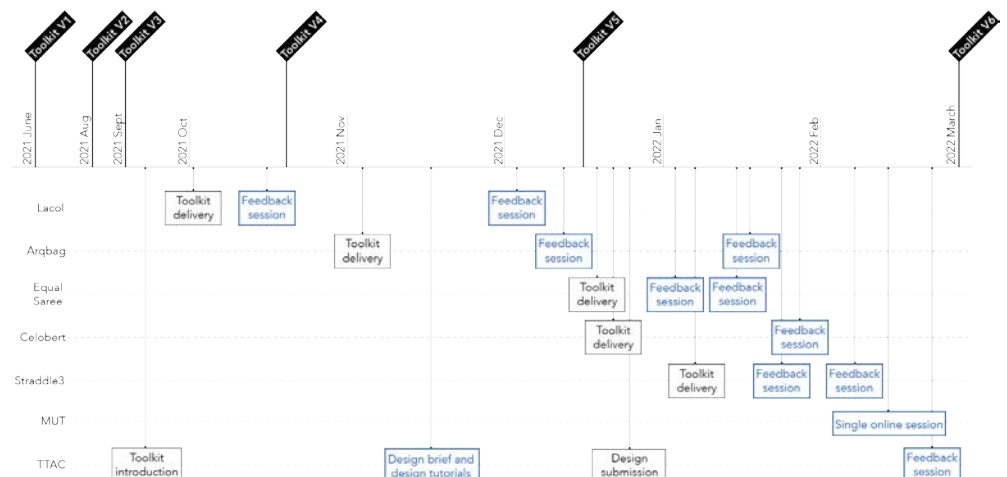 Toolkit V1
Toolkit V2
Toolkit V3
Toolkit V4
Toolkit V5
Toolkit V6
2021 June
2021 Aug
2021 Sept
2021 Oct
2021 Nov
2021 Dec
2022 Jan
2022 Feb
2022 March
Lacol
Toolkit
delivery
Feedback
session
Feedback
session
Arqbag
Toolkit
delivery
Feedback
session
Feedback
session
Equal
Saree
Toolkit
delivery
Feedback
session
Feedback
session
Celobert
Toolkit
delivery
Feedback
session
Straddle3
Toolkit
delivery
Feedback
session
Feedback
session
MUT
Single online session
TTAC
Toolkit
introduction
Design brief and
design tutorials
Design
submission
Feedback
session